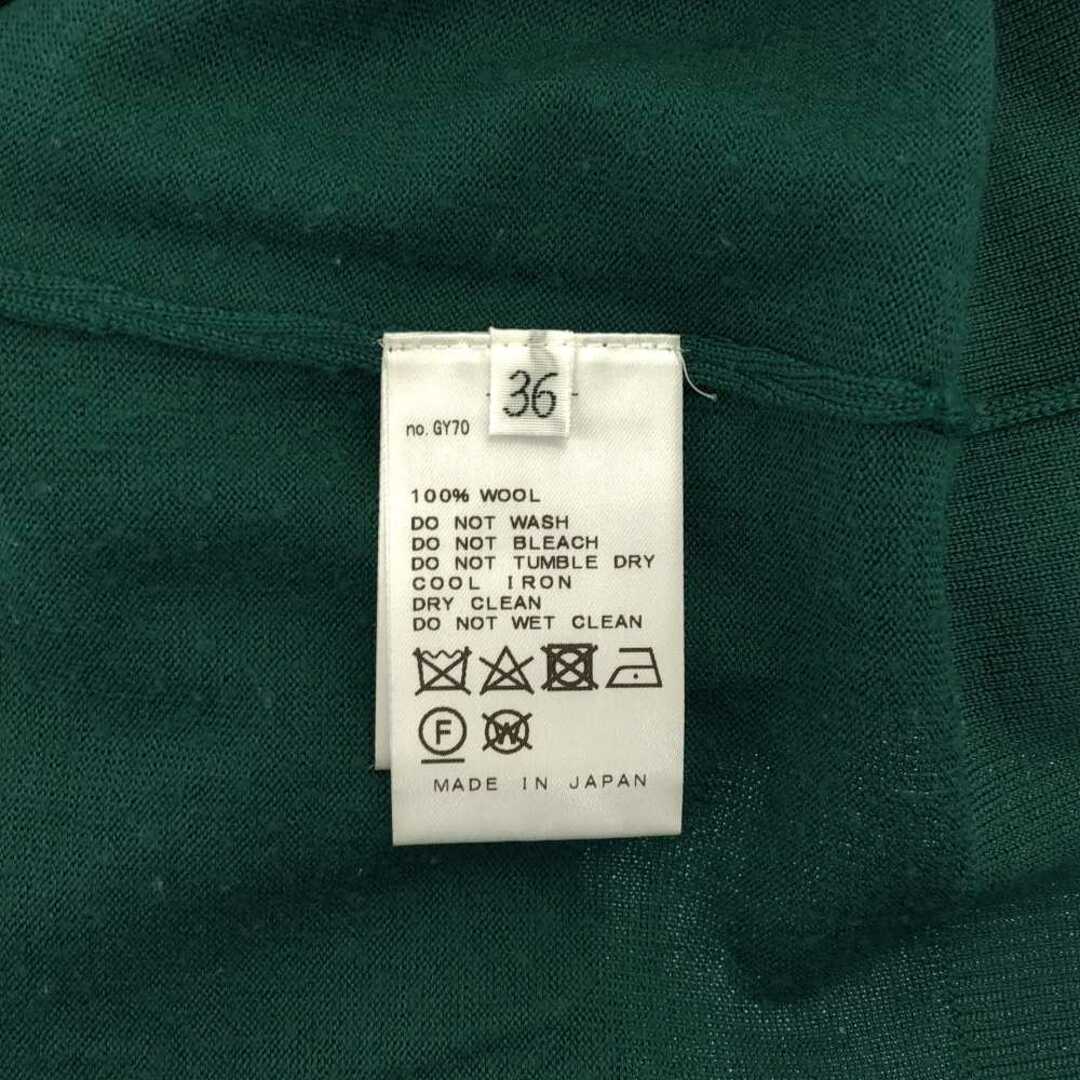 36
no. GY70
100% WOOL
DO NOT WASH
DO NOT BLEACH
DO NOT TUMBLE DRY
COOL IRON
DRY CLEAN
DO NOT WET CLEAN
F W
MADE IN JAPAN